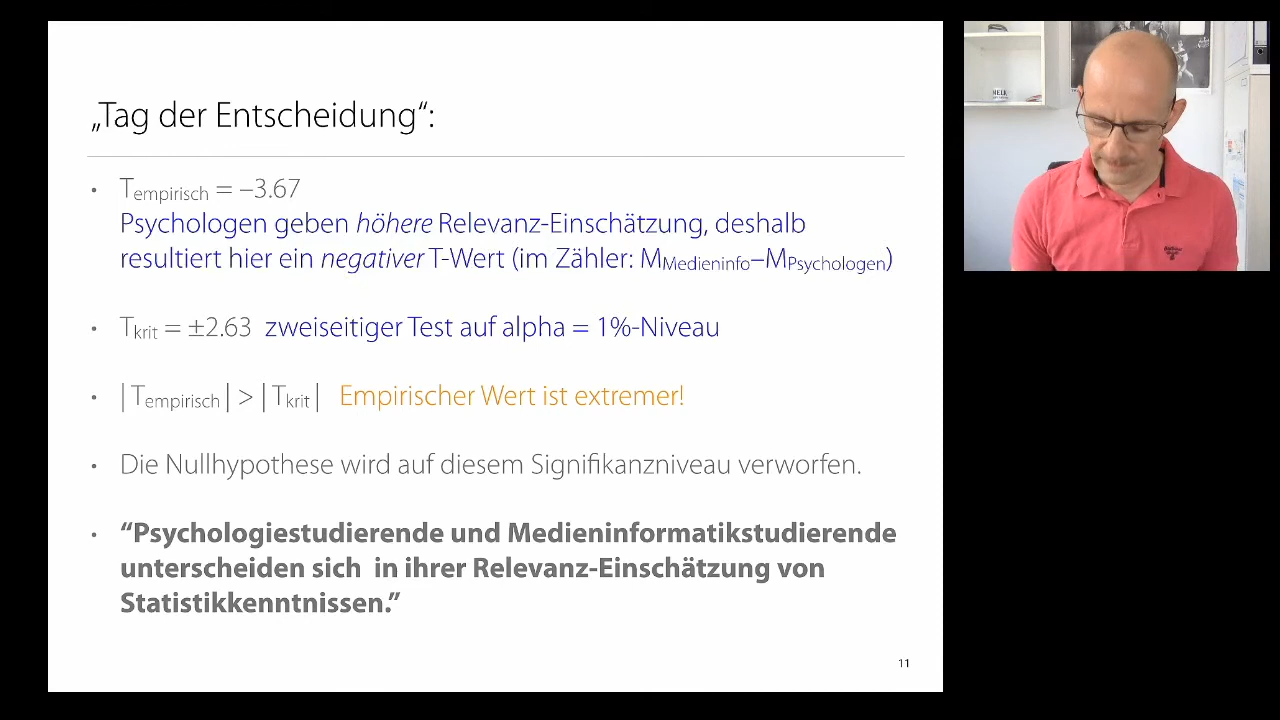 „Tag der Entscheidung“:
• Tempirisch = –3.67
Psychologen geben höhere Relevanz-Einschätzung, deshalb
resultiert hier ein negativer T-Wert (im Zähler: MMedieninfo–MPsychologen)
• Tkrit = ±2.63 zweiseitiger Test auf alpha = 1%-Niveau
• | Tempirisch | > | Tkrit | Empirischer Wert ist extremer!
• Die Nullhypothese wird auf diesem Signifikanzniveau verworfen.
• “Psychologiestudierende und Medieninformatikstudierende
unterscheiden sich in ihrer Relevanz-Einschätzung von
Statistikkenntnissen.”
11